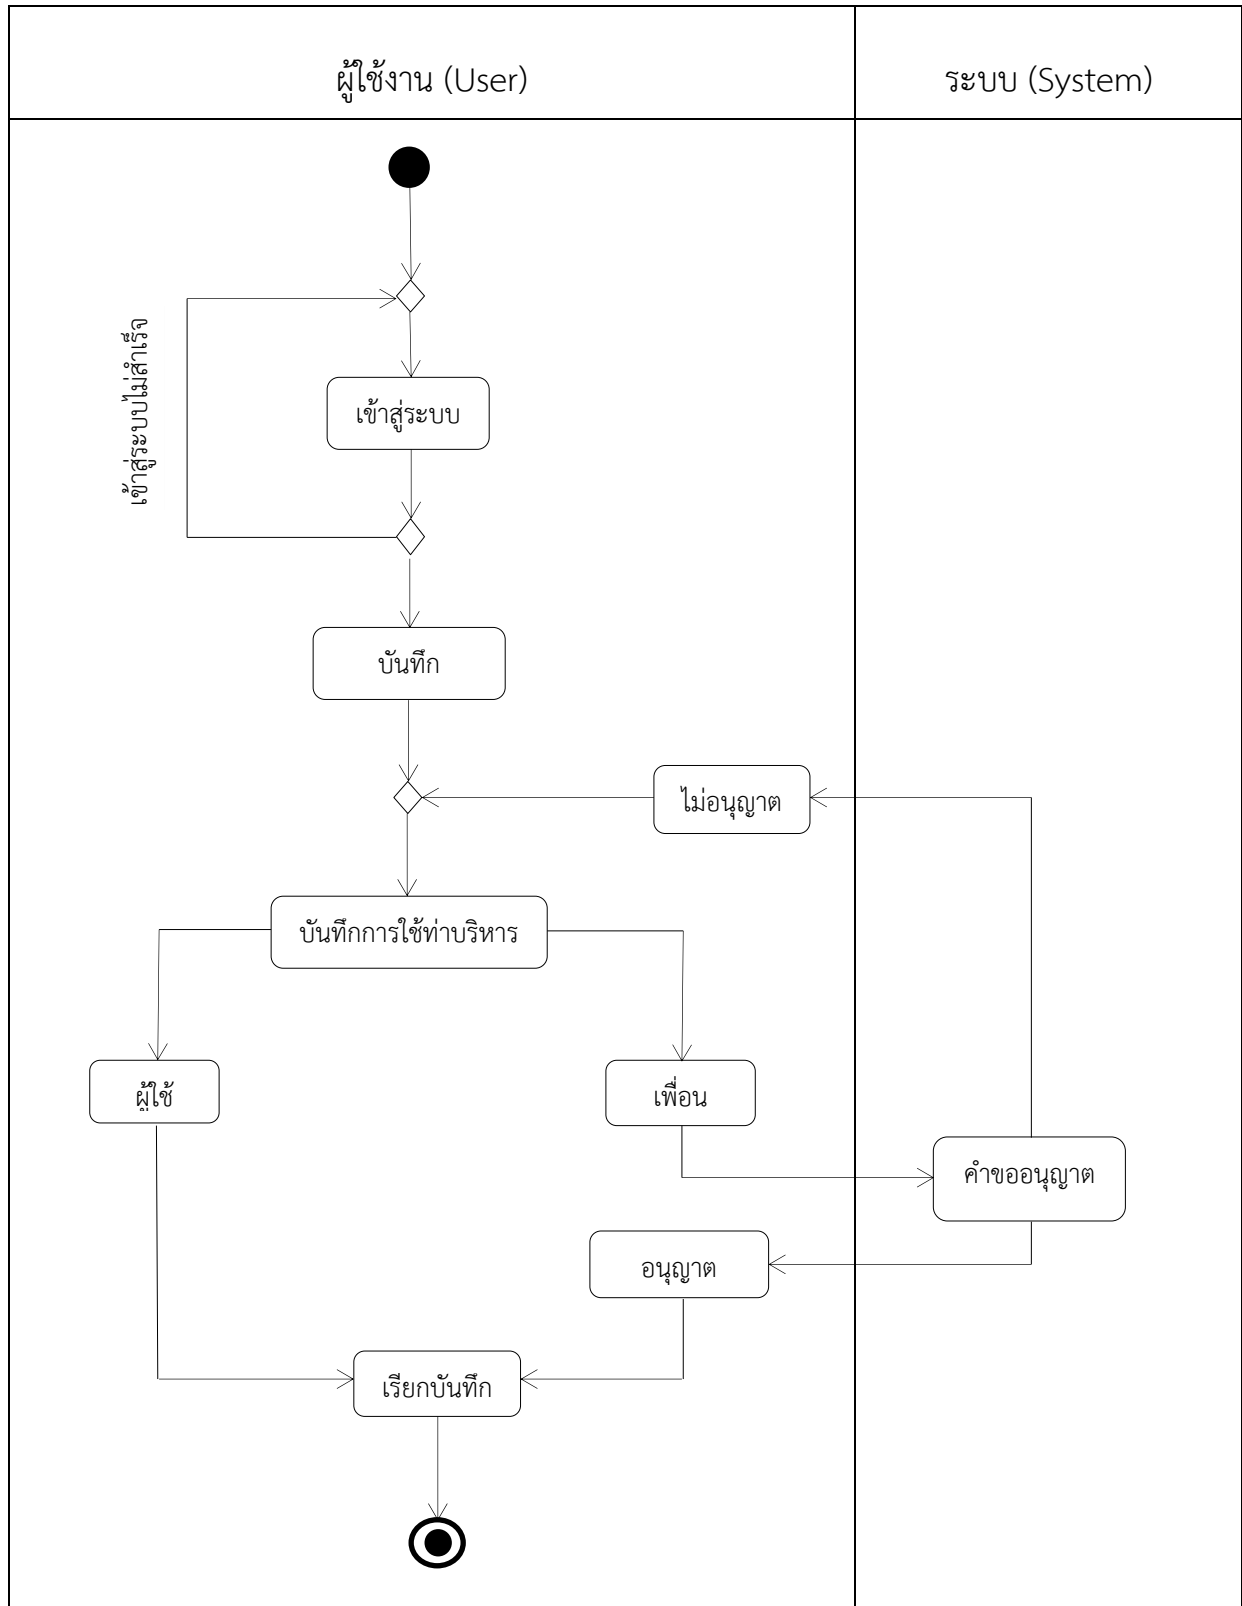 ผู้ใช้งาน (User)
ระบบ (System)
เข้าสู่ระบบไม่สำเร็จ
เข้าสู่ระบบ
บันทึก
ไม่อนุญาต
บันทึกการใช้ท่าบริหาร
ผู้ใช้
เพื่อน
คำขออนุญาต
อนุญาต
เรียกบันทึก